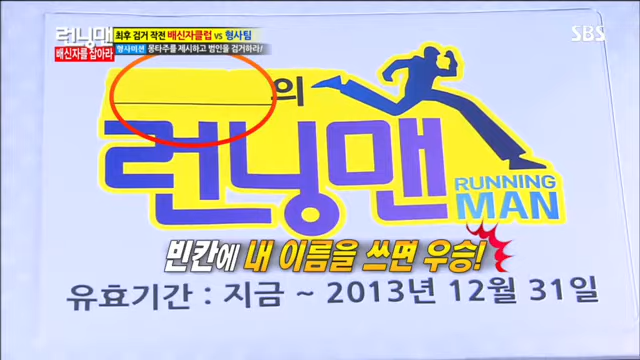 런닝맨
배신자를 잡아라
최후 검거 작전 배신자클럽 vs 형사팀
형사미션 몽타주를 제시하고 범인을 검거하라!
SBS
의
런닝맨
RUNNING
MAN
빈칸에 내 이름을 쓰면 우승!
유효기간 : 지금 ~ 2013년 12월 31일